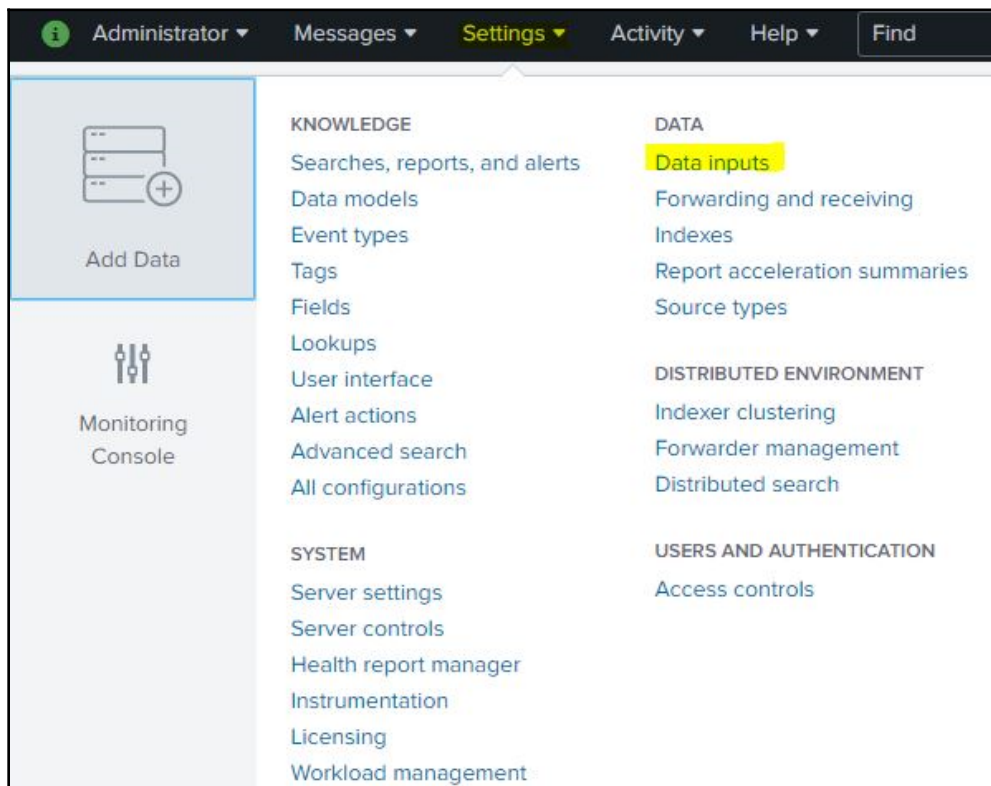 i Administrator Messages Settings Activity Help Find
Add Data
Monitoring
Console
KNOWLEDGE
Searches, reports, and alerts
Data models
Event types
Tags
Fields
Lookups
User interface
Alert actions
Advanced search
All configurations
SYSTEM
Server settings
Server controls
Health report manager
Instrumentation
Licensing
Workload management
DATA
Data inputs
Forwarding and receiving
Indexes
Report acceleration summaries
Source types
DISTRIBUTED ENVIRONMENT
Indexer clustering
Forwarder management
Distributed search
USERS AND AUTHENTICATION
Access controls